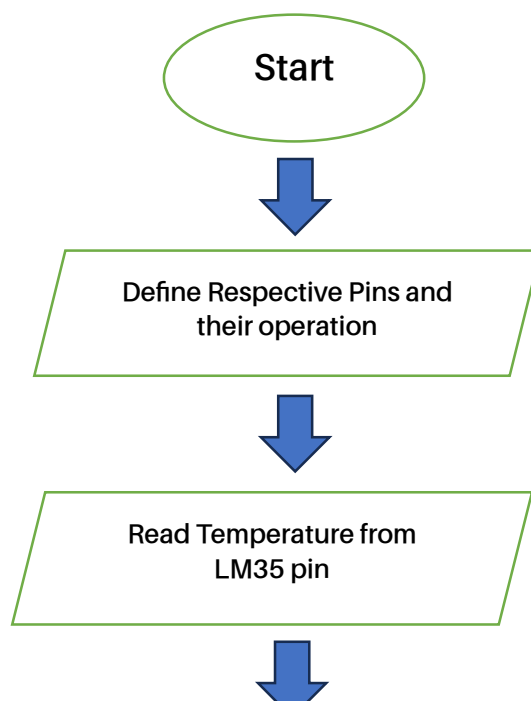 Start
Define Respective Pins and
their operation
Read Temperature from
LM35 pin